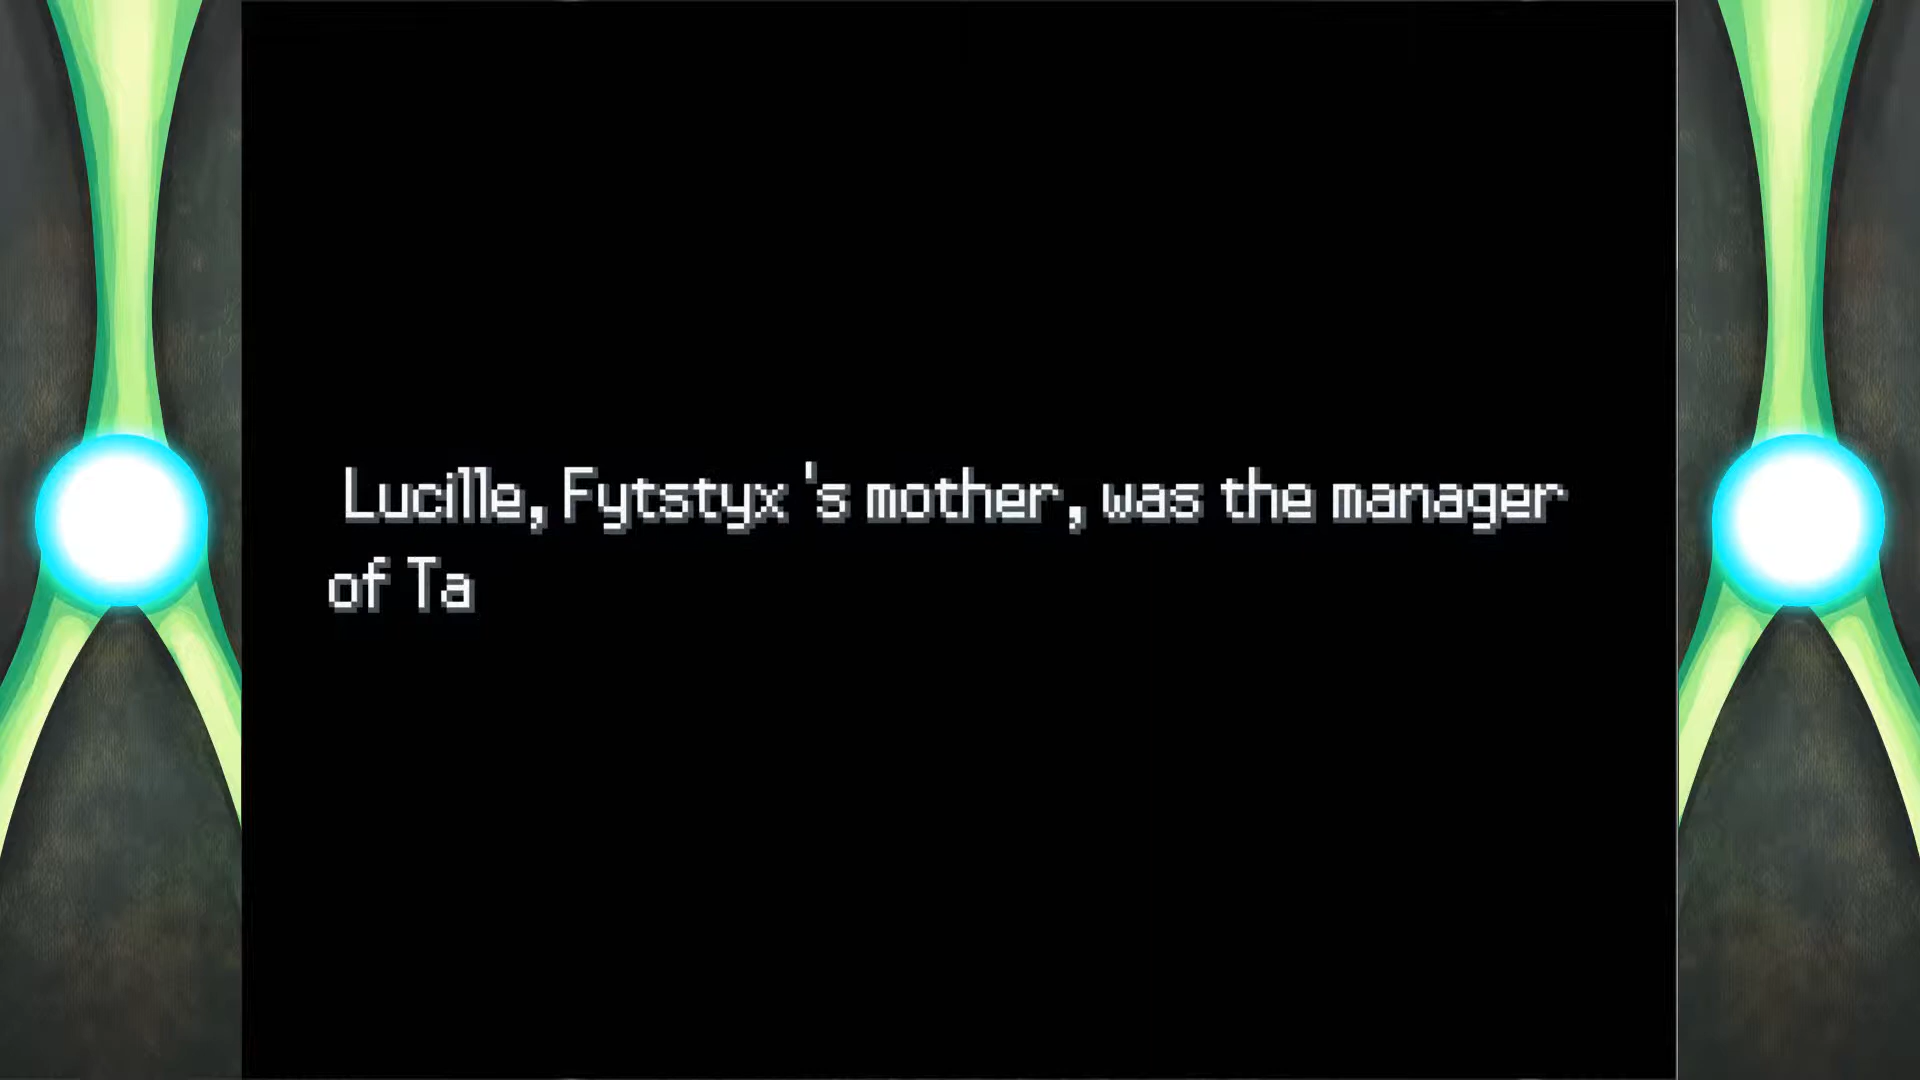 Lucille, Fytstyx's mother, was the manager
of Ta